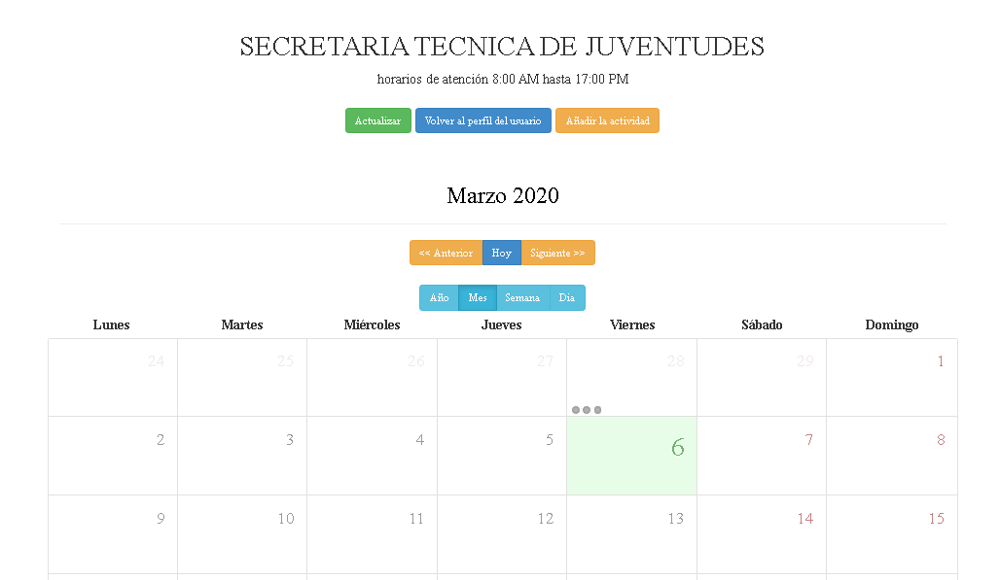 SECRETARIA TECNICA DE JUVENTUDES
horarios de atención 8:00 AM hasta 17:00 PM
Actualizar Volver al perfil del usuario Añadir la actividad
Marzo 2020
<< Anterior Hoy Siguiente >>
Año Mes Semana Día
Lunes Martes Miércoles Jueves Viernes Sábado Domingo
24 25 26 27 28 29 1
2 3 4 5 6 7 8
9 10 11 12 13 14 15